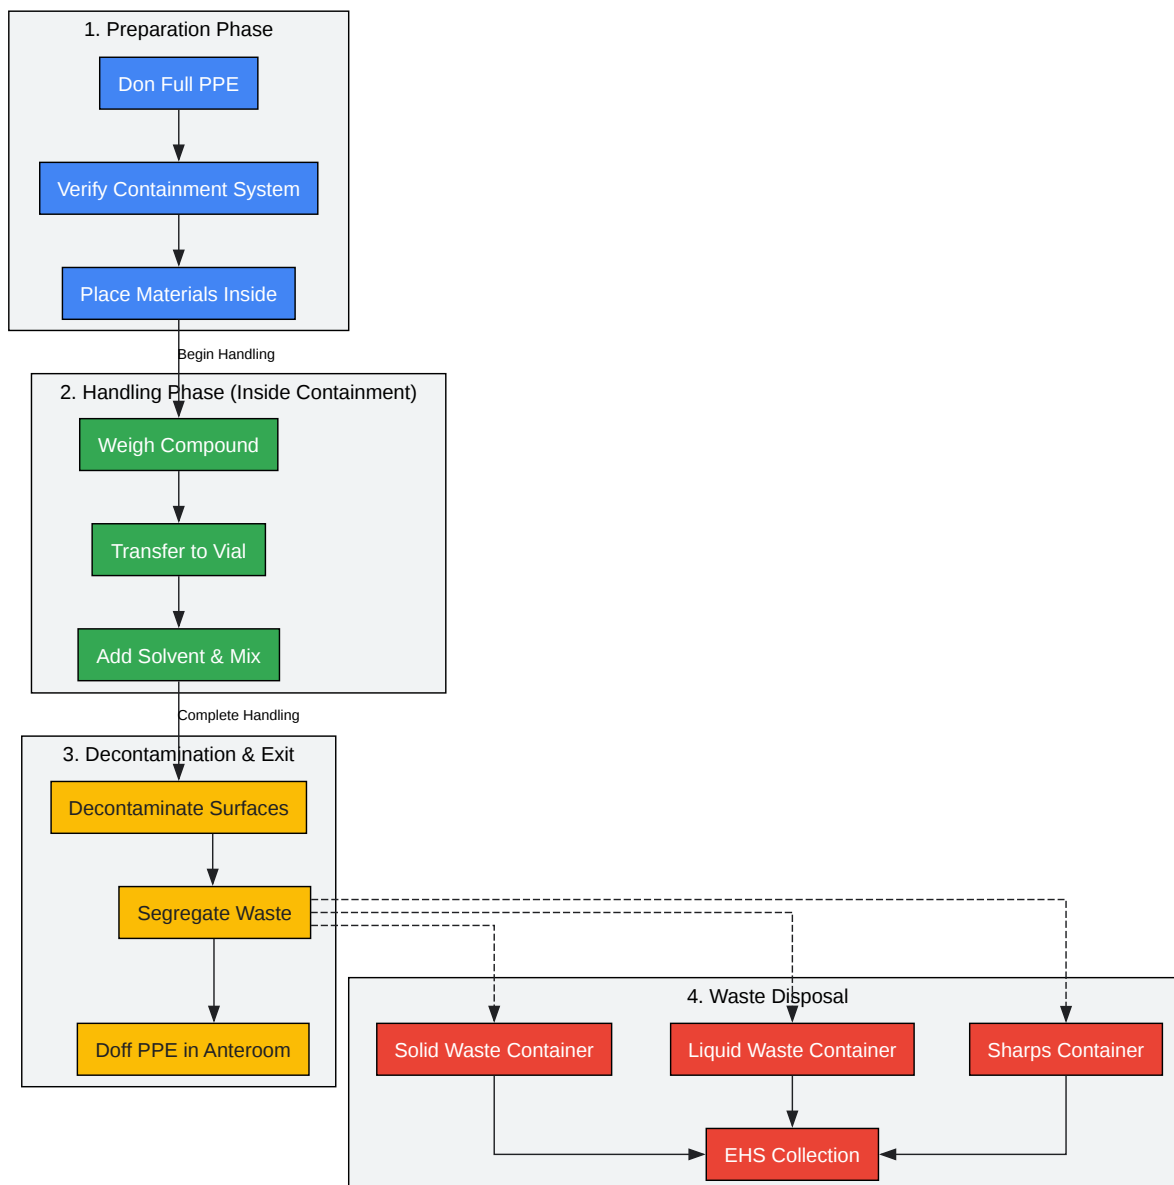 1. Preparation Phase
Don Full PPE
Verify Containment System
Place Materials Inside
Begin Handling
2. Handling Phase (Inside Containment)
Weigh Compound
Transfer to Vial
Add Solvent & Mix
Complete Handling
3. Decontamination & Exit
Decontaminate Surfaces
Segregate Waste
Doff PPE in Anteroom
4. Waste Disposal
Solid Waste Container
Liquid Waste Container
Sharps Container
EHS Collection